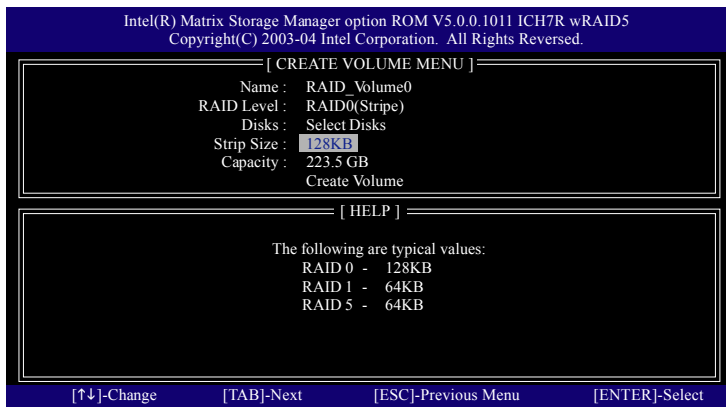 Intel(R) Matrix Storage Manager option ROM V5.0.0.1011 ICH7R wRAID5
Copyright(C) 2003-04 Intel Corporation. All Rights Reversed.
[ CREATE VOLUME MENU ]
Name : RAID_Volume0
RAID Level : RAID0(Stripe)
Disks : Select Disks
Strip Size : 128KB
Capacity : 223.5 GB
Create Volume
[ HELP ]
The following are typical values:
RAID 0 - 128KB
RAID 1 - 64KB
RAID 5 - 64KB
[↑↓]-Change [TAB]-Next [ESC]-Previous Menu [ENTER]-Select